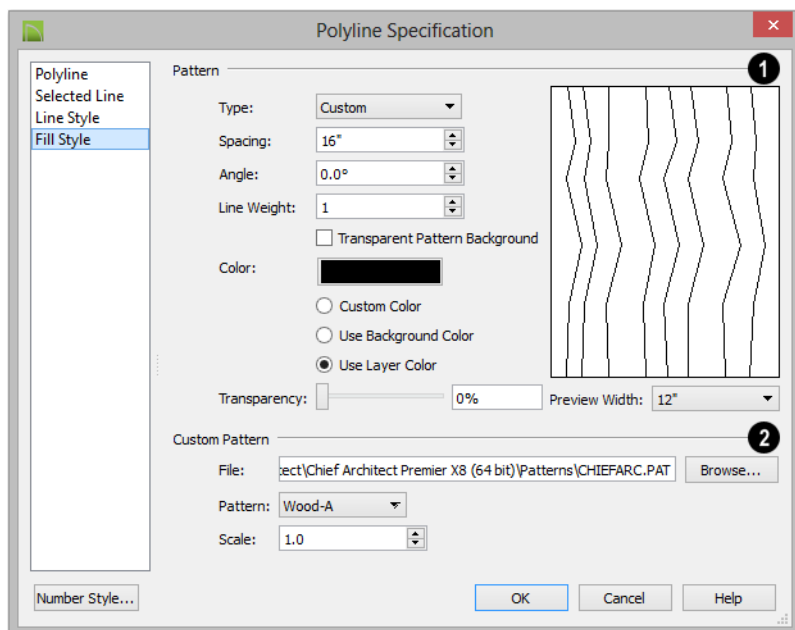 Polyline Specification
Polyline
Selected Line
Line Style
Fill Style
Pattern
1
Type: Custom
Spacing: 16"
Angle: 0.0°
Line Weight: 1
Transparent Pattern Background
Color:
Custom Color
Use Background Color
Use Layer Color
Transparency: 0% Preview Width: 12"
Custom Pattern
2
File: :ect\Chief Architect Premier X8 (64 bit)\Patterns\CHIEFARC.PAT Browse...
Pattern: Wood-A
Scale: 1.0
Number Style... OK Cancel Help